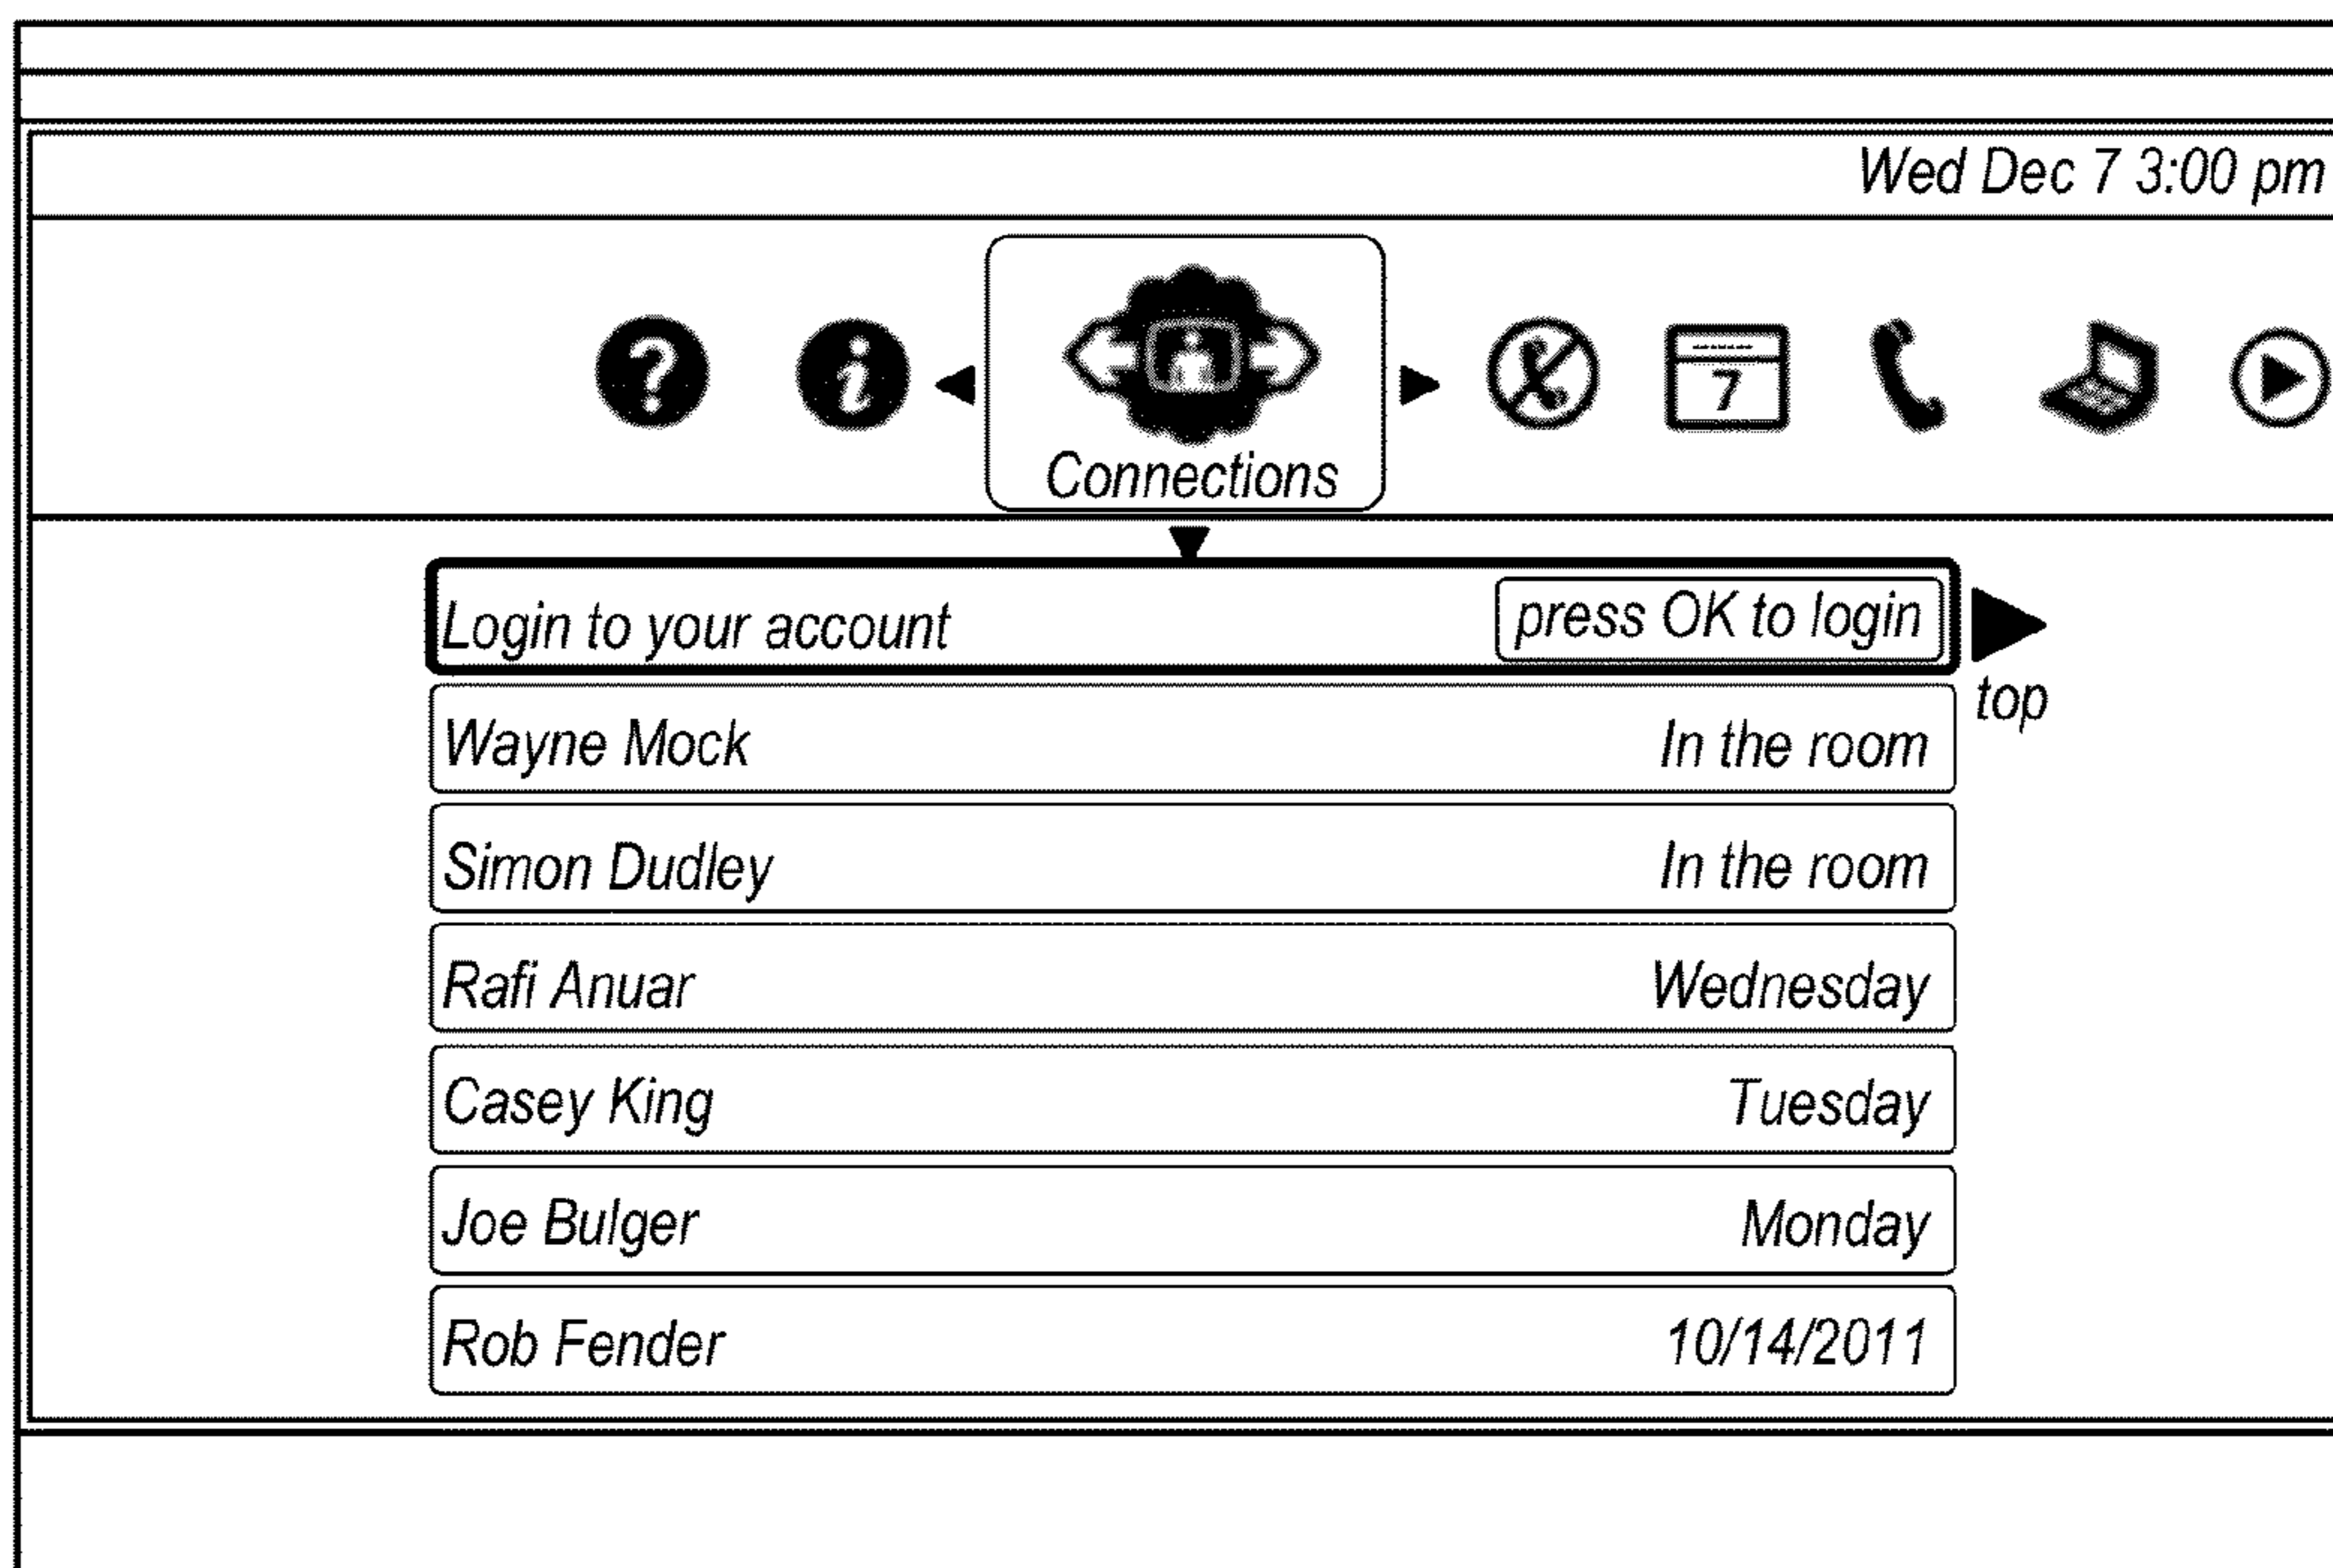 Wed Dec 7 3:00 pm
?
i
7
Connections
Login to your account press OK to login
top
Wayne Mock In the room
Simon Dudley In the room
Rafi Anuar Wednesday
Casey King Tuesday
Joe Bulger Monday
Rob Fender 10/14/2011